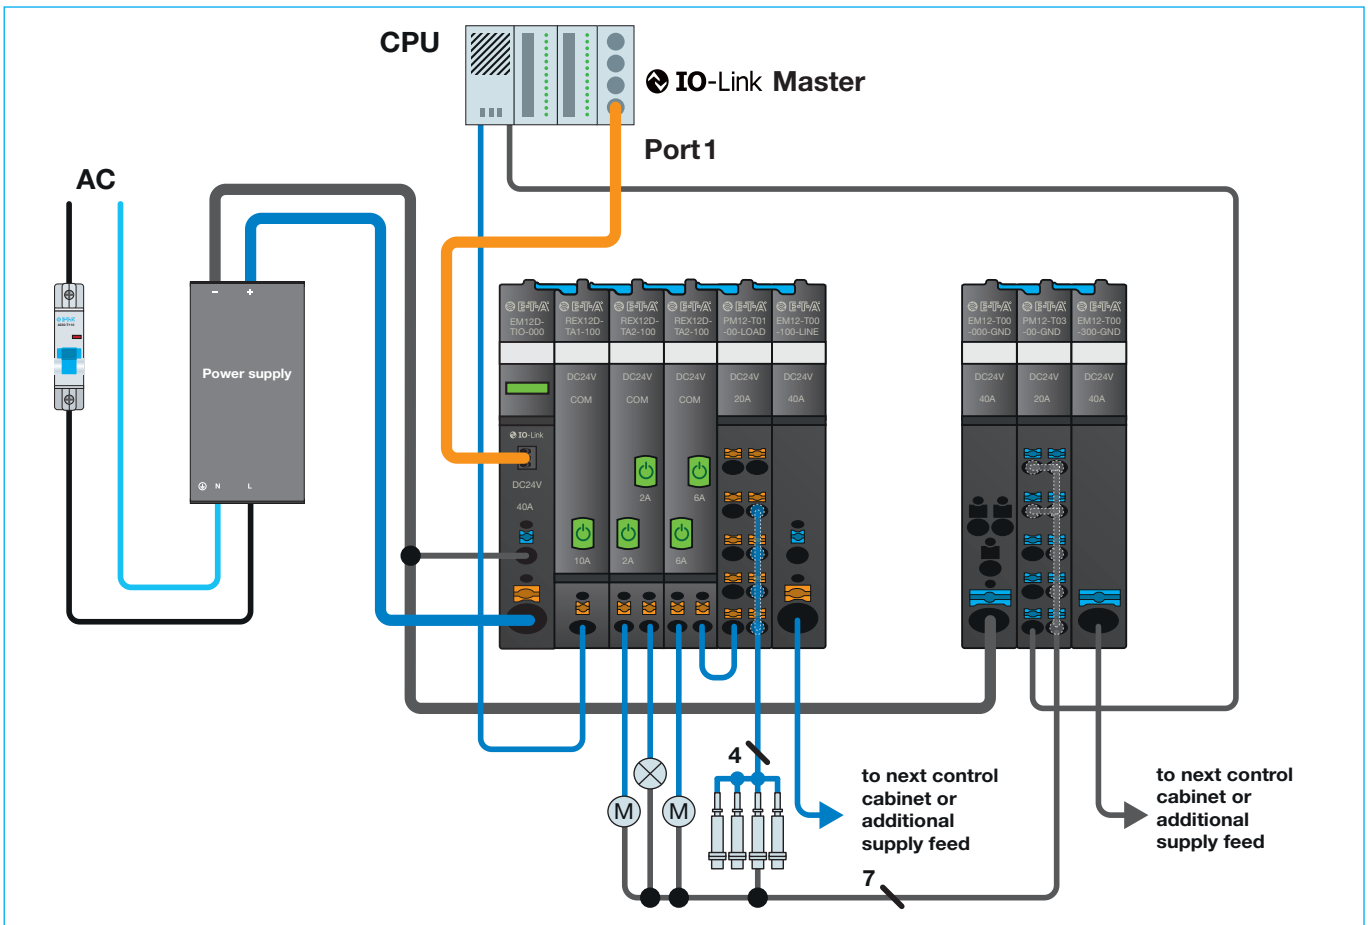 CPU
IO-Link Master
Port 1
AC
E-T-A
Power supply
- +
N L
E-T-A E-T-A E-T-A E-T-A E-T-A E-T-A
EM12D-
TIO-000
REX12D-
TA1-100
REX12D-
TA2-100
REX12D-
TA2-100
PM12-T01
-00-LOAD
EM12-T00
-100-LINE
DC24V DC24V DC24V DC24V DC24V
COM COM COM 20A 40A
IO-Link
DC24V
40A
2A 6A
10A 2A 6A
E-T-A E-T-A E-T-A
EM12-T00
-000-GND
PM12-T03
-00-GND
EM12-T00
-300-GND
DC24V DC24V DC24V
40A 20A 40A
M
M
4
7
to next control
cabinet or
additional
supply feed
to next control
cabinet or
additional
supply feed